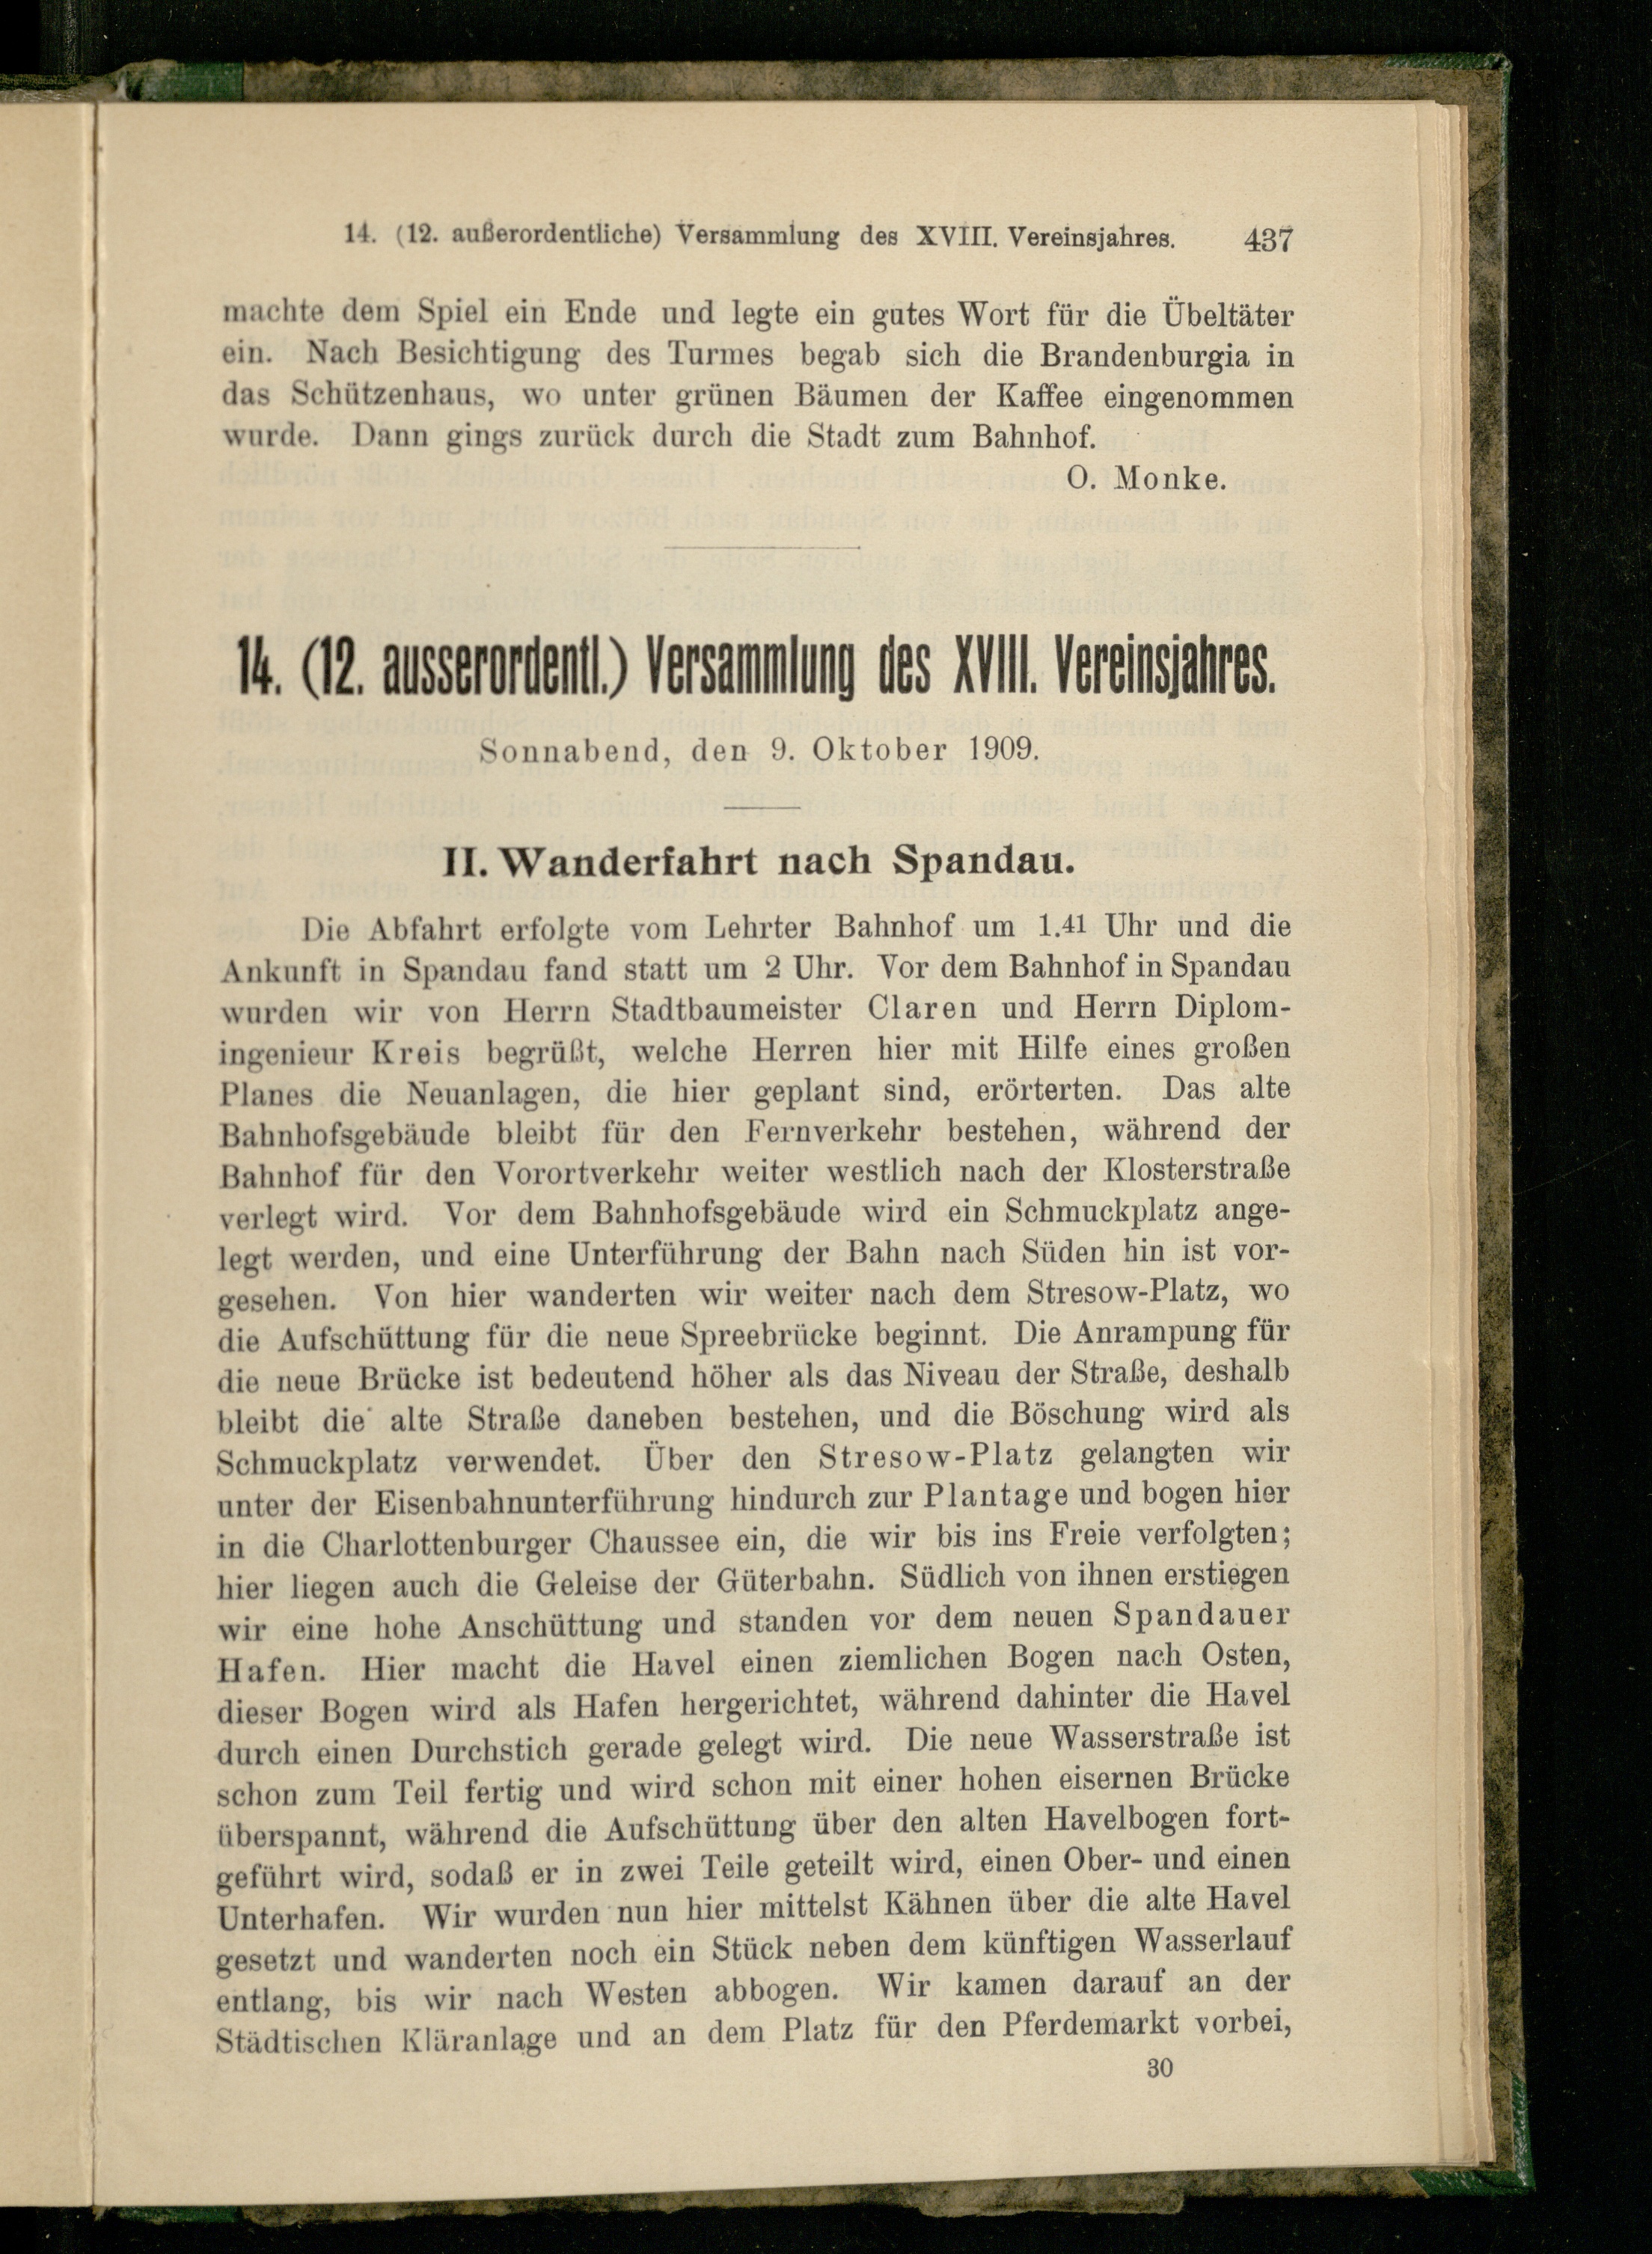 14. (12. außerordentliche) Versammlung des XVIII. Vereinsjahres. 437
machte dem Spiel ein Ende und legte ein gutes Wort für die Übeltäter
ein. Nach Besichtigung des Turmes begab sich die Brandenburgia in
das Schützenhaus, wo unter grünen Bäumen der Kaffee eingenommen
wurde. Dann gings zurück durch die Stadt zum Bahnhof.
O. Monke.
14. (12. ausserordentl.) Versammlung des XVIII. Vereinsjahres.
Sonnabend, den 9. Oktober 1909.
II. Wanderfahrt nach Spandau.
Die Abfahrt erfolgte vom Lehrter Bahnhof um 1.41 Uhr und die
Ankunft in Spandau fand statt um 2 Uhr. Vor dem Bahnhof in Spandau
wurden wir von Herrn Stadtbaumeister Claren und Herrn Diplom-
ingenieur Kreis begrüßt, welche Herren hier mit Hilfe eines großen
Planes die Neuanlagen, die hier geplant sind, erörterten. Das alte
Bahnhofsgebäude bleibt für den Fernverkehr bestehen, während der
Bahnhof für den Vorortverkehr weiter westlich nach der Klosterstraße
verlegt wird. Vor dem Bahnhofsgebäude wird ein Schmuckplatz ange-
legt werden, und eine Unterführung der Bahn nach Süden hin ist vor-
gesehen. Von hier wanderten wir weiter nach dem Stresow-Platz, wo
die Aufschüttung für die neue Spreebrücke beginnt. Die Anrampung für
die neue Brücke ist bedeutend höher als das Niveau der Straße, deshalb
bleibt die alte Straße daneben bestehen, und die Böschung wird als
Schmuckplatz verwendet. Über den Stresow-Platz gelangten wir
unter der Eisenbahnunterführung hindurch zur Plantage und bogen hier
in die Charlottenburger Chaussee ein, die wir bis ins Freie verfolgten;
hier liegen auch die Geleise der Güterbahn. Südlich von ihnen erstiegen
wir eine hohe Anschüttung und standen vor dem neuen Spandauer
Hafen. Hier macht die Havel einen ziemlichen Bogen nach Osten,
dieser Bogen wird als Hafen hergerichtet, während dahinter die Havel
durch einen Durchstich gerade gelegt wird. Die neue Wasserstraße ist
schon zum Teil fertig und wird schon mit einer hohen eisernen Brücke
überspannt, während die Aufschüttung über den alten Havelbogen fort-
geführt wird, sodaß er in zwei Teile geteilt wird, einen Ober- und einen
Unterhafen. Wir wurden nun hier mittelst Kähnen über die alte Havel
gesetzt und wanderten noch ein Stück neben dem künftigen Wasserlauf
entlang, bis wir nach Westen abbogen. Wir kamen darauf an der
Städtischen Kläranlage und an dem Platz für den Pferdemarkt vorbei,
30